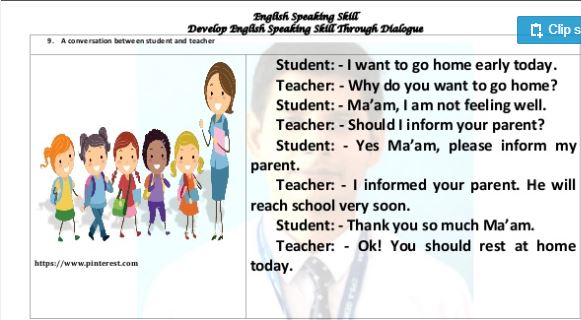 English Speaking Skill
Develop English Speaking Skill Through Dialogue
Clip s
9. A conversation between student and teacher
Student: - I want to go home early today.
Teacher: - Why do you want to go home?
Student: - Ma'am, I am not feeling well.
Teacher: - Should I inform your parent?
Student: - Yes Ma'am, please inform my
parent.
Teacher: - I informed your parent. He will
reach school very soon.
Student: - Thank you so much Ma'am.
Teacher: - Ok! You should rest at home
today.
https://www.pinterest.com